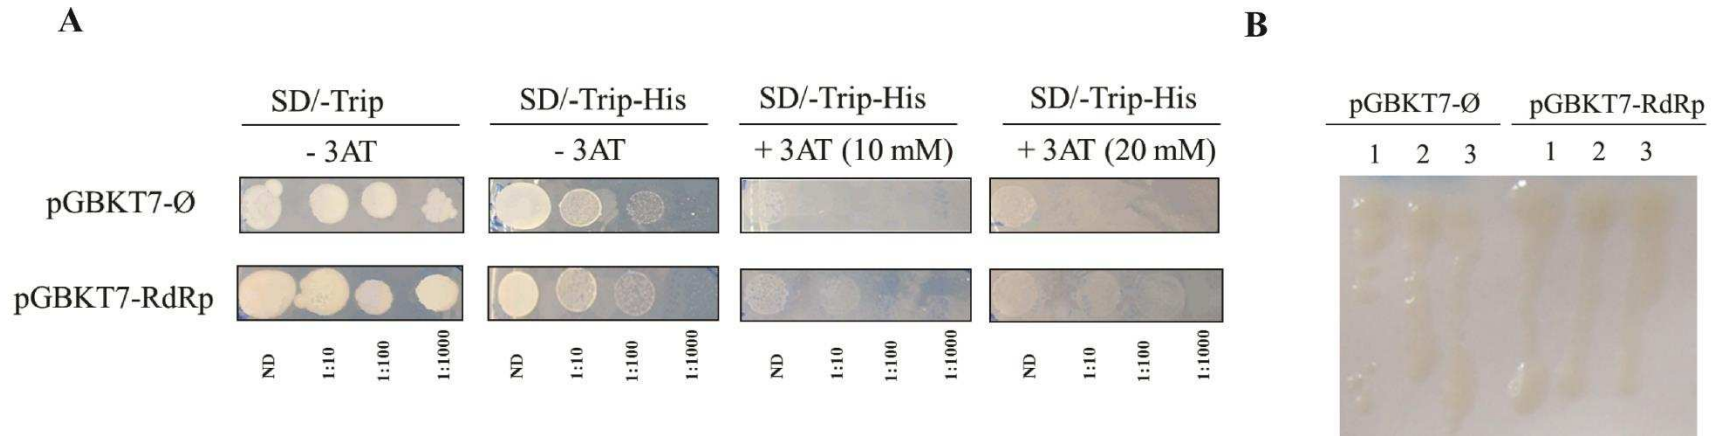 A
B
SD/-Trip SD/-Trip-His SD/-Trip-His SD/-Trip-His
- 3AT - 3AT + 3AT (10 mM) + 3AT (20 mM)
pGBKT7-Ø
pGBKT7-RdRp
ND 1:10 1:100 1:1000 ND 1:10 1:100 1:1000 ND 1:10 1:100 1:1000 ND 1:10 1:100 1:1000
pGBKT7-Ø pGBKT7-RdRp
1 2 3 1 2 3